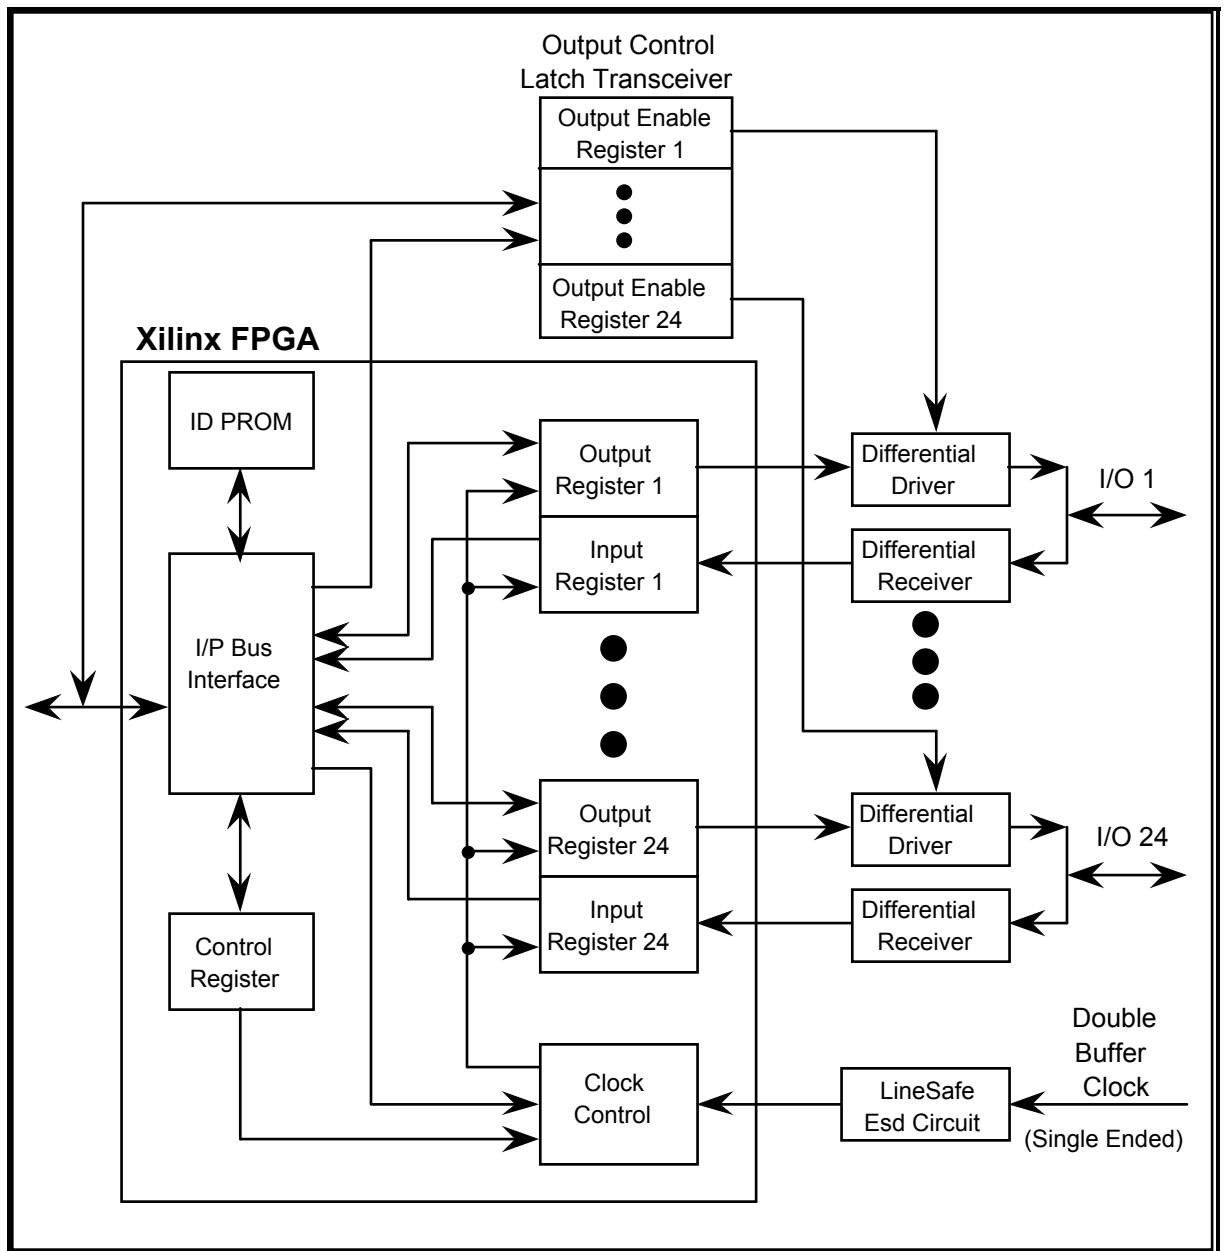 Output Control
Latch Transceiver
Output Enable
Register 1
Output Enable
Register 24
Xilinx FPGA
ID PROM
Output
Register 1
Differential
Driver
I/O 1
Input
Register 1
Differential
Receiver
I/P Bus
Interface
Output
Register 24
Differential
Driver
I/O 24
Input
Register 24
Differential
Receiver
Control
Register
Clock
Control
LineSafe
Esd Circuit
Double
Buffer
Clock
(Single Ended)